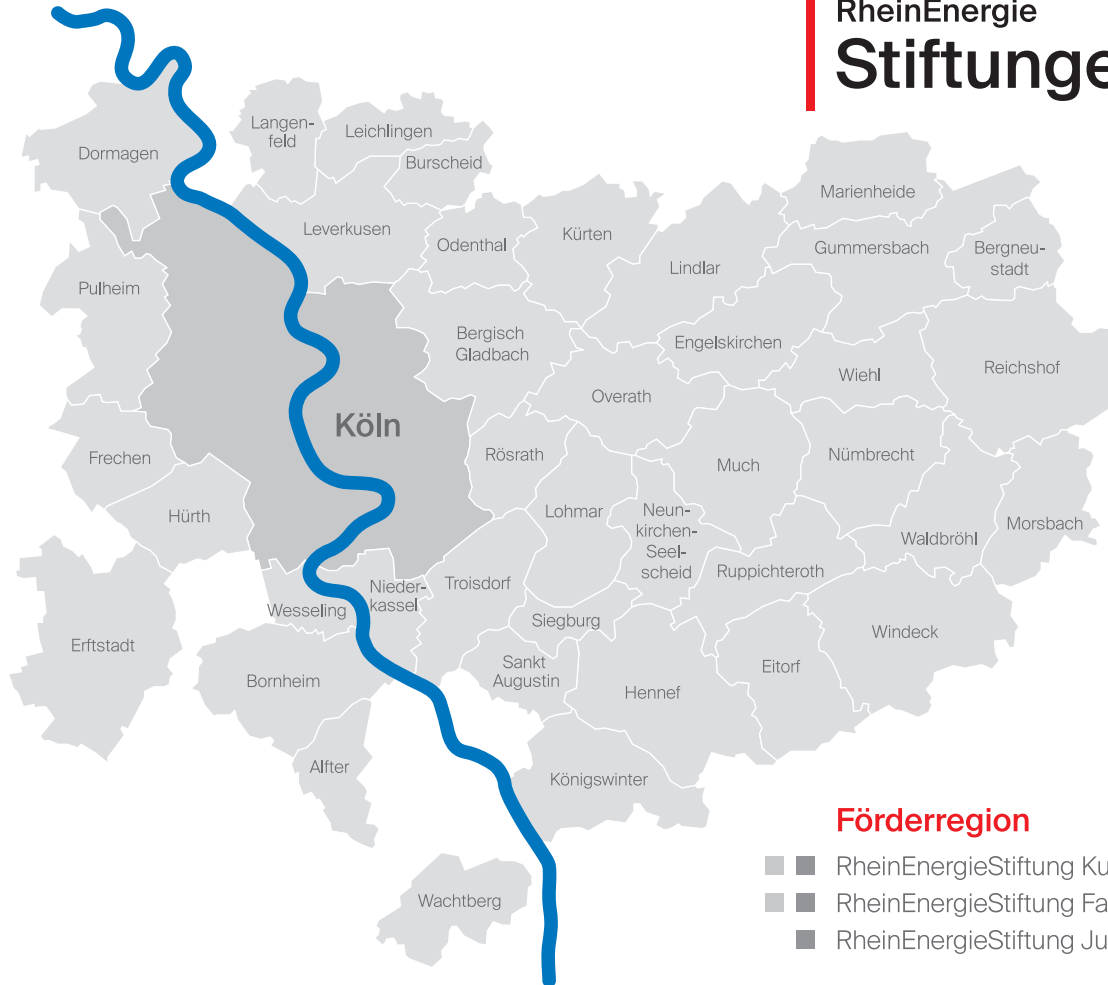 RheinEnergie
Stiftunge
Langen-
feld
Leichlingen
Dormagen
Burscheid
Marienheide
Leverkusen
Odenthal
Kürten
Gummersbach
Bergneu-
stadt
Lindlar
Pulheim
Bergisch
Gladbach
Engelskirchen
Wiehl
Reichshof
Overath
Köln
Frechen
Rösrath
Much
Nümbrecht
Hürth
Lohmar
Neun-
kirchen-
Seel-
scheid
Waldbröhl
Morsbach
Ruppichteroth
Troisdorf
Nieder-
kassel
Wesseling
Siegburg
Windeck
Erftstadt
Sankt
Augustin
Eitorf
Bornheim
Hennef
Alfter
Königswinter
Wachtberg
Förderregion
RheinEnergieStiftung Ku
RheinEnergieStiftung Fa
RheinEnergieStiftung Ju